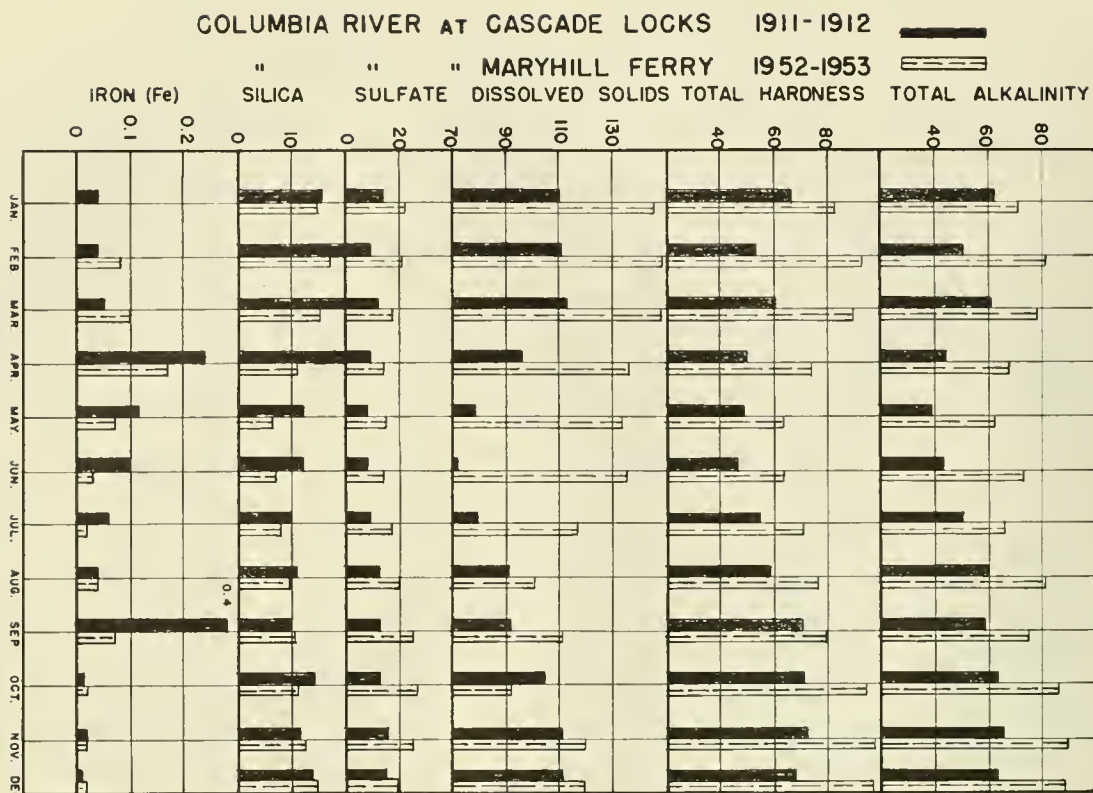 COLUMBIA RIVER AT CASCADE LOCKS 1911-1912
" " " MARYHILL FERRY 1952-1953
IRON (Fe) SILICA SULFATE DISSOLVED SOLIDS TOTAL HARDNESS TOTAL ALKALINITY
0 0.1 0.2 0 10 0 20 70 90 110 130 40 60 80 40 60 80
JAN.
FEB
MAR.
APR.
MAY.
JUN.
JUL.
AUG.
0.4
SEP
OCT.
NOV.
DE